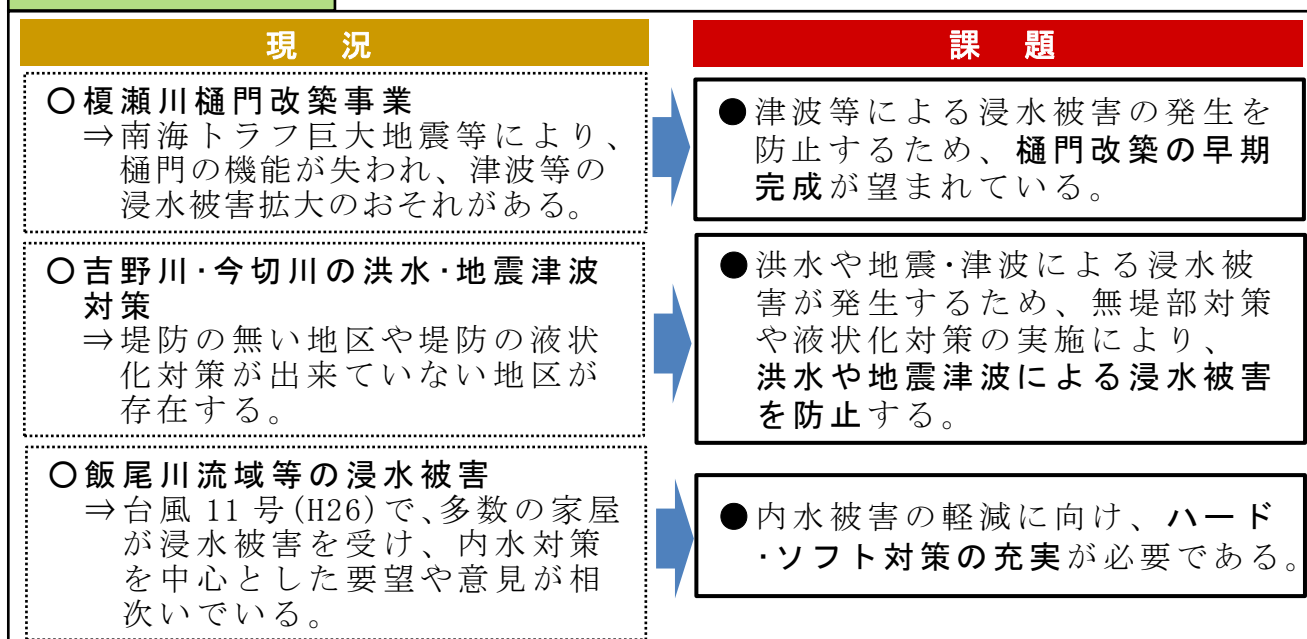 現 況
〇榎瀬川樋門改築事業
⇒南海トラフ巨大地震等により、
樋門の機能が失われ、津波等の
浸水被害拡大のおそれがある。
〇吉野川･今切川の洪水･地震津波
対策
⇒堤防の無い地区や堤防の液状
化対策が出来ていない地区が
存在する。
〇飯尾川流域等の浸水被害
⇒台風 11 号(H26)で、多数の家屋
が浸水被害を受け、内水対策
を中心とした要望や意見が相
次いでいる。
課 題
●津波等による浸水被害の発生を
防止するため、樋門改築の早期
完成が望まれている。
●洪水や地震･津波による浸水被
害が発生するため、無堤部対策
や液状化対策の実施により、
洪水や地震津波による浸水被害
を防止する。
●内水被害の軽減に向け、ハード
･ソフト対策の充実が必要である。